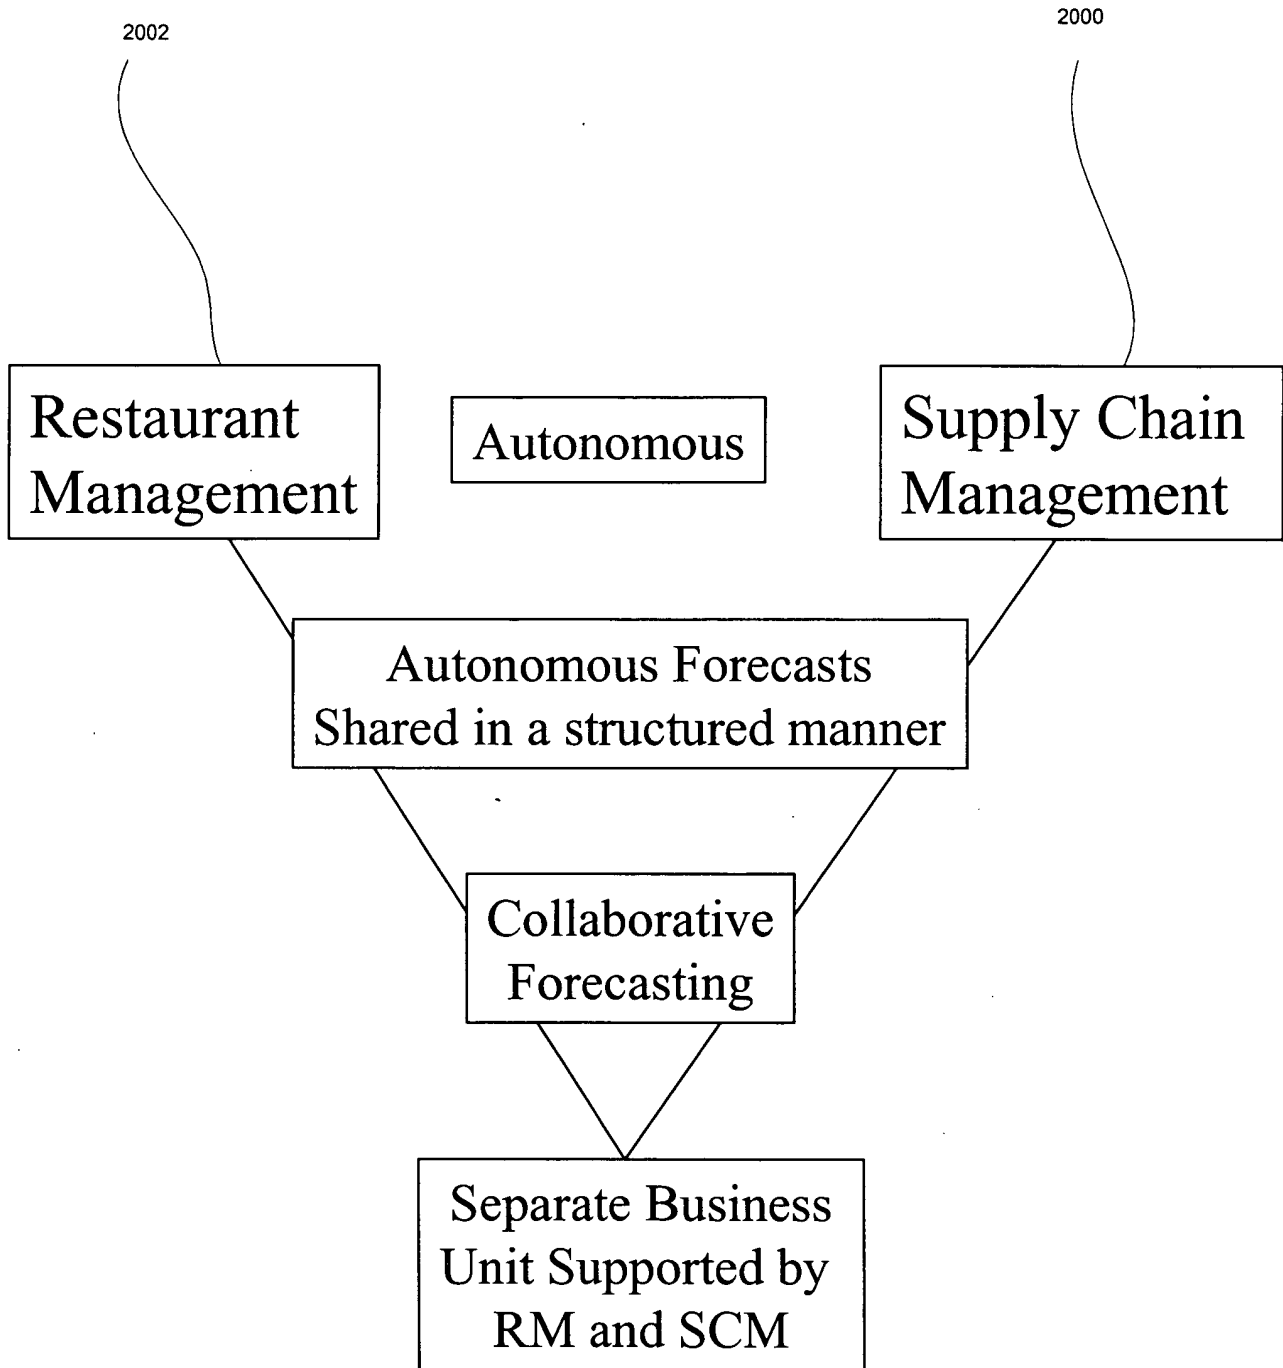 2002
2000
Restaurant
Management
Autonomous
Supply Chain
Management
Autonomous Forecasts
Shared in a structured manner
Collaborative
Forecasting
Separate Business
Unit Supported by
RM and SCM